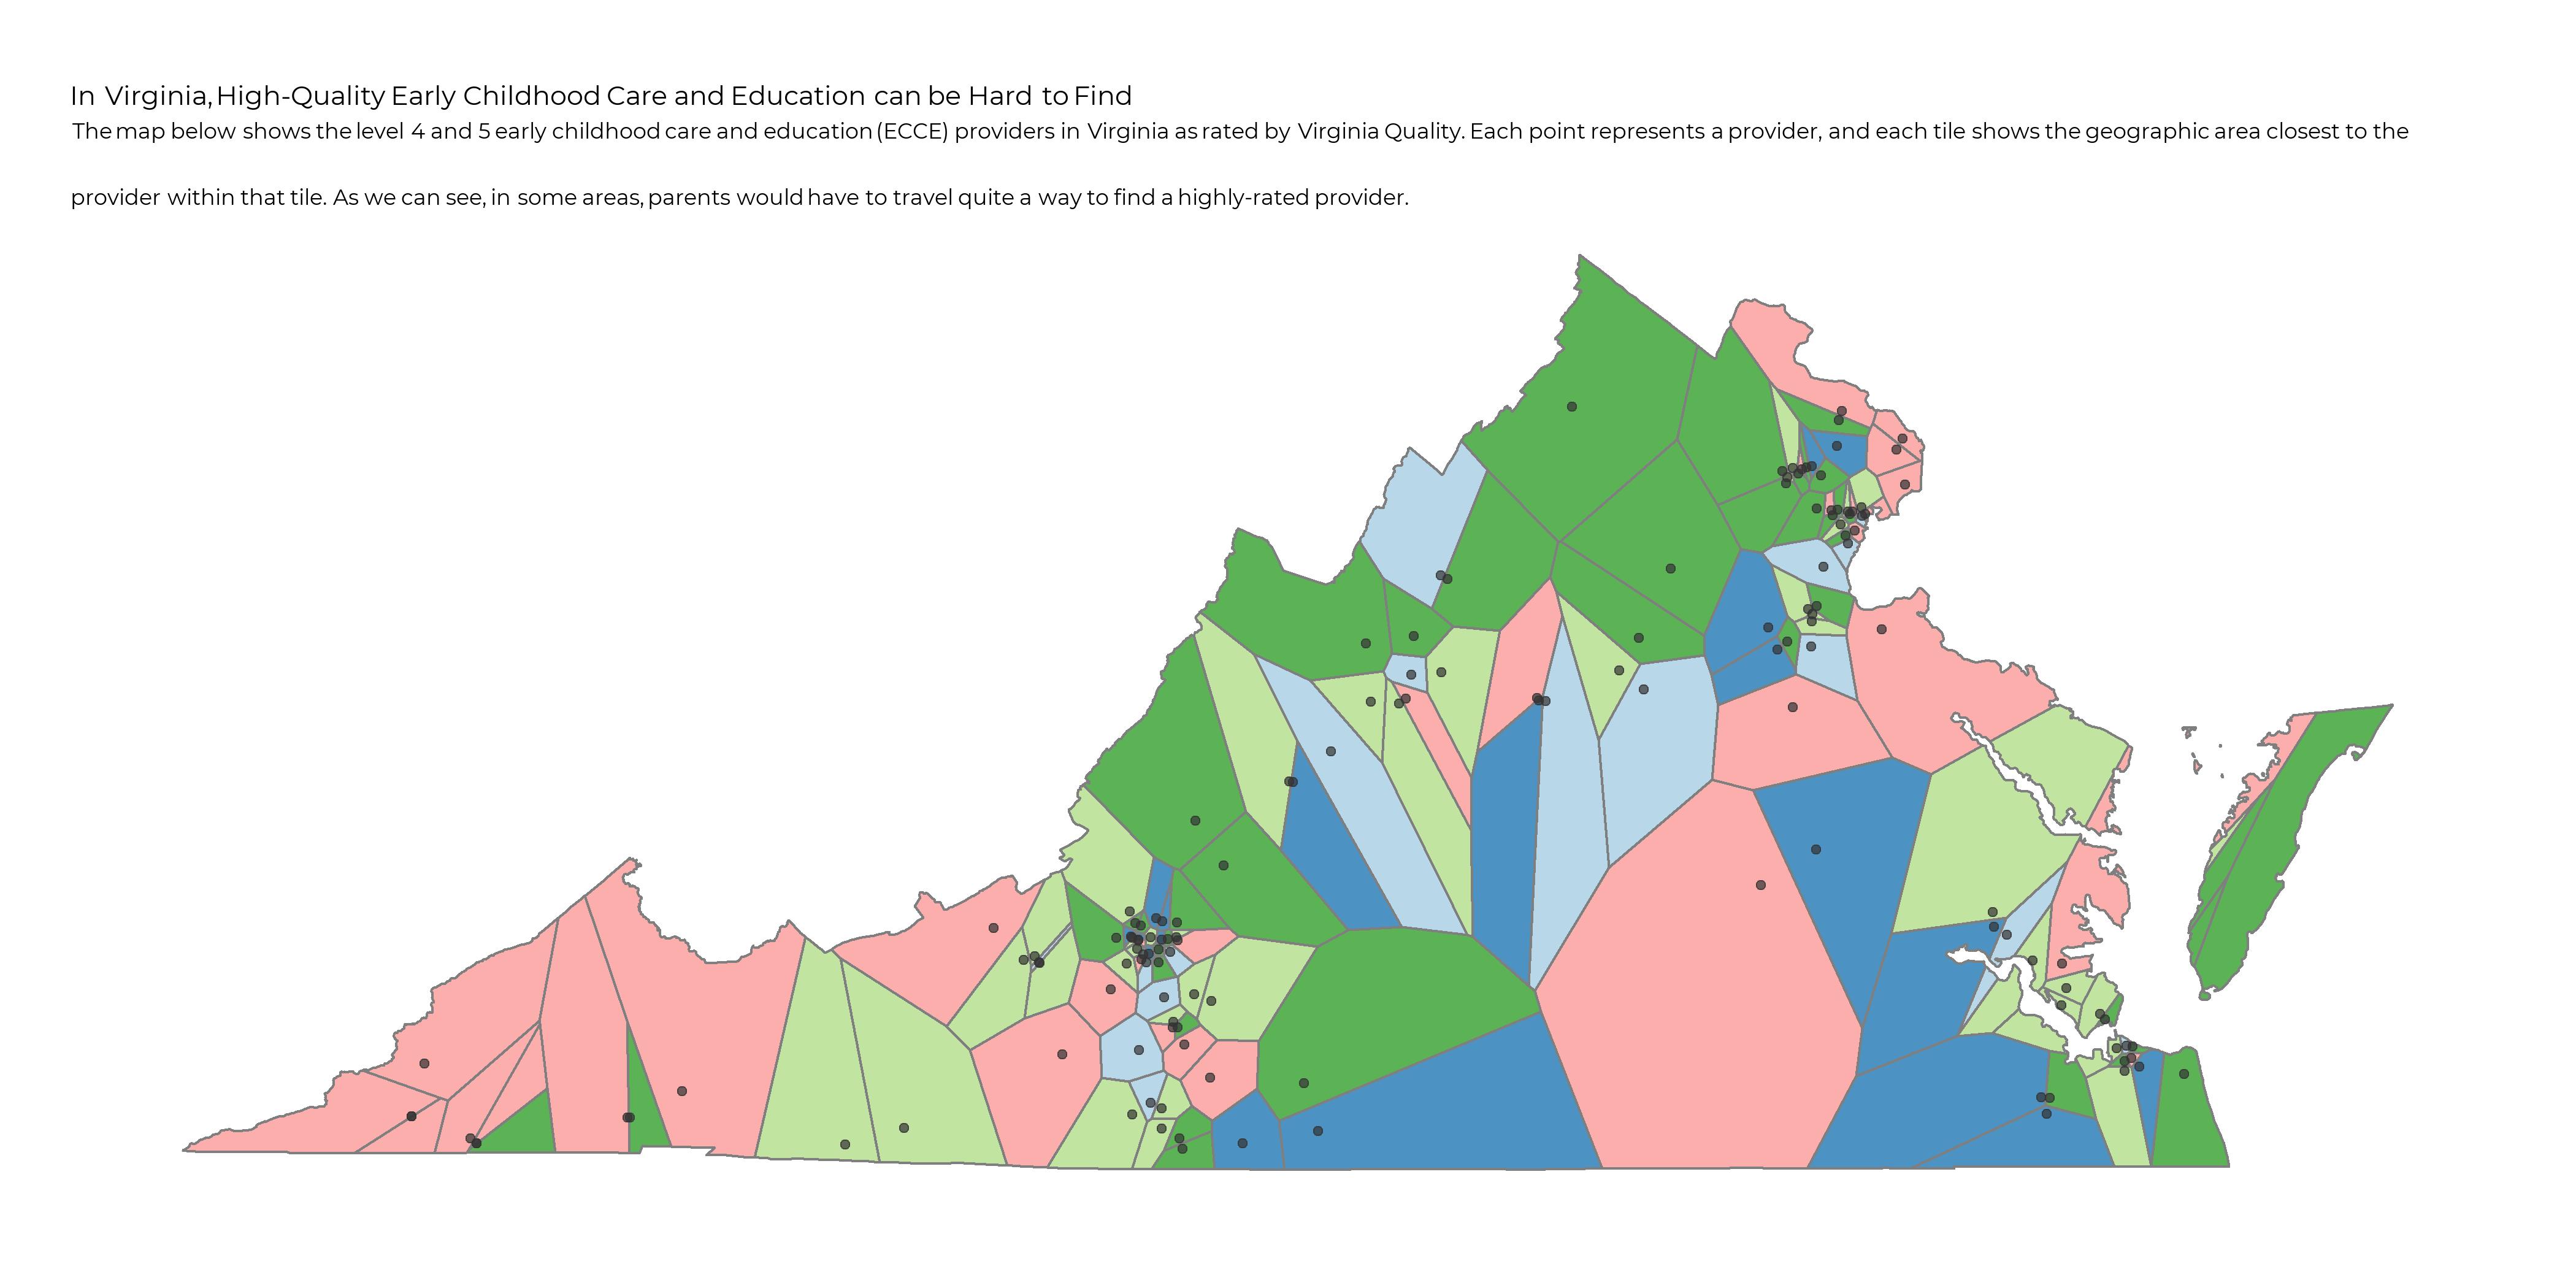 In Virginia, High-Quality Early Childhood Care and Education can be Hard to Find
The map below shows the level 4 and 5 early childhood care and education (ECCE) providers in Virginia as rated by Virginia Quality. Each point represents a provider, and each tile shows the geographic area closest to the
provider within that tile. As we can see, in some areas, parents would have to travel quite a way to find a highly-rated provider.